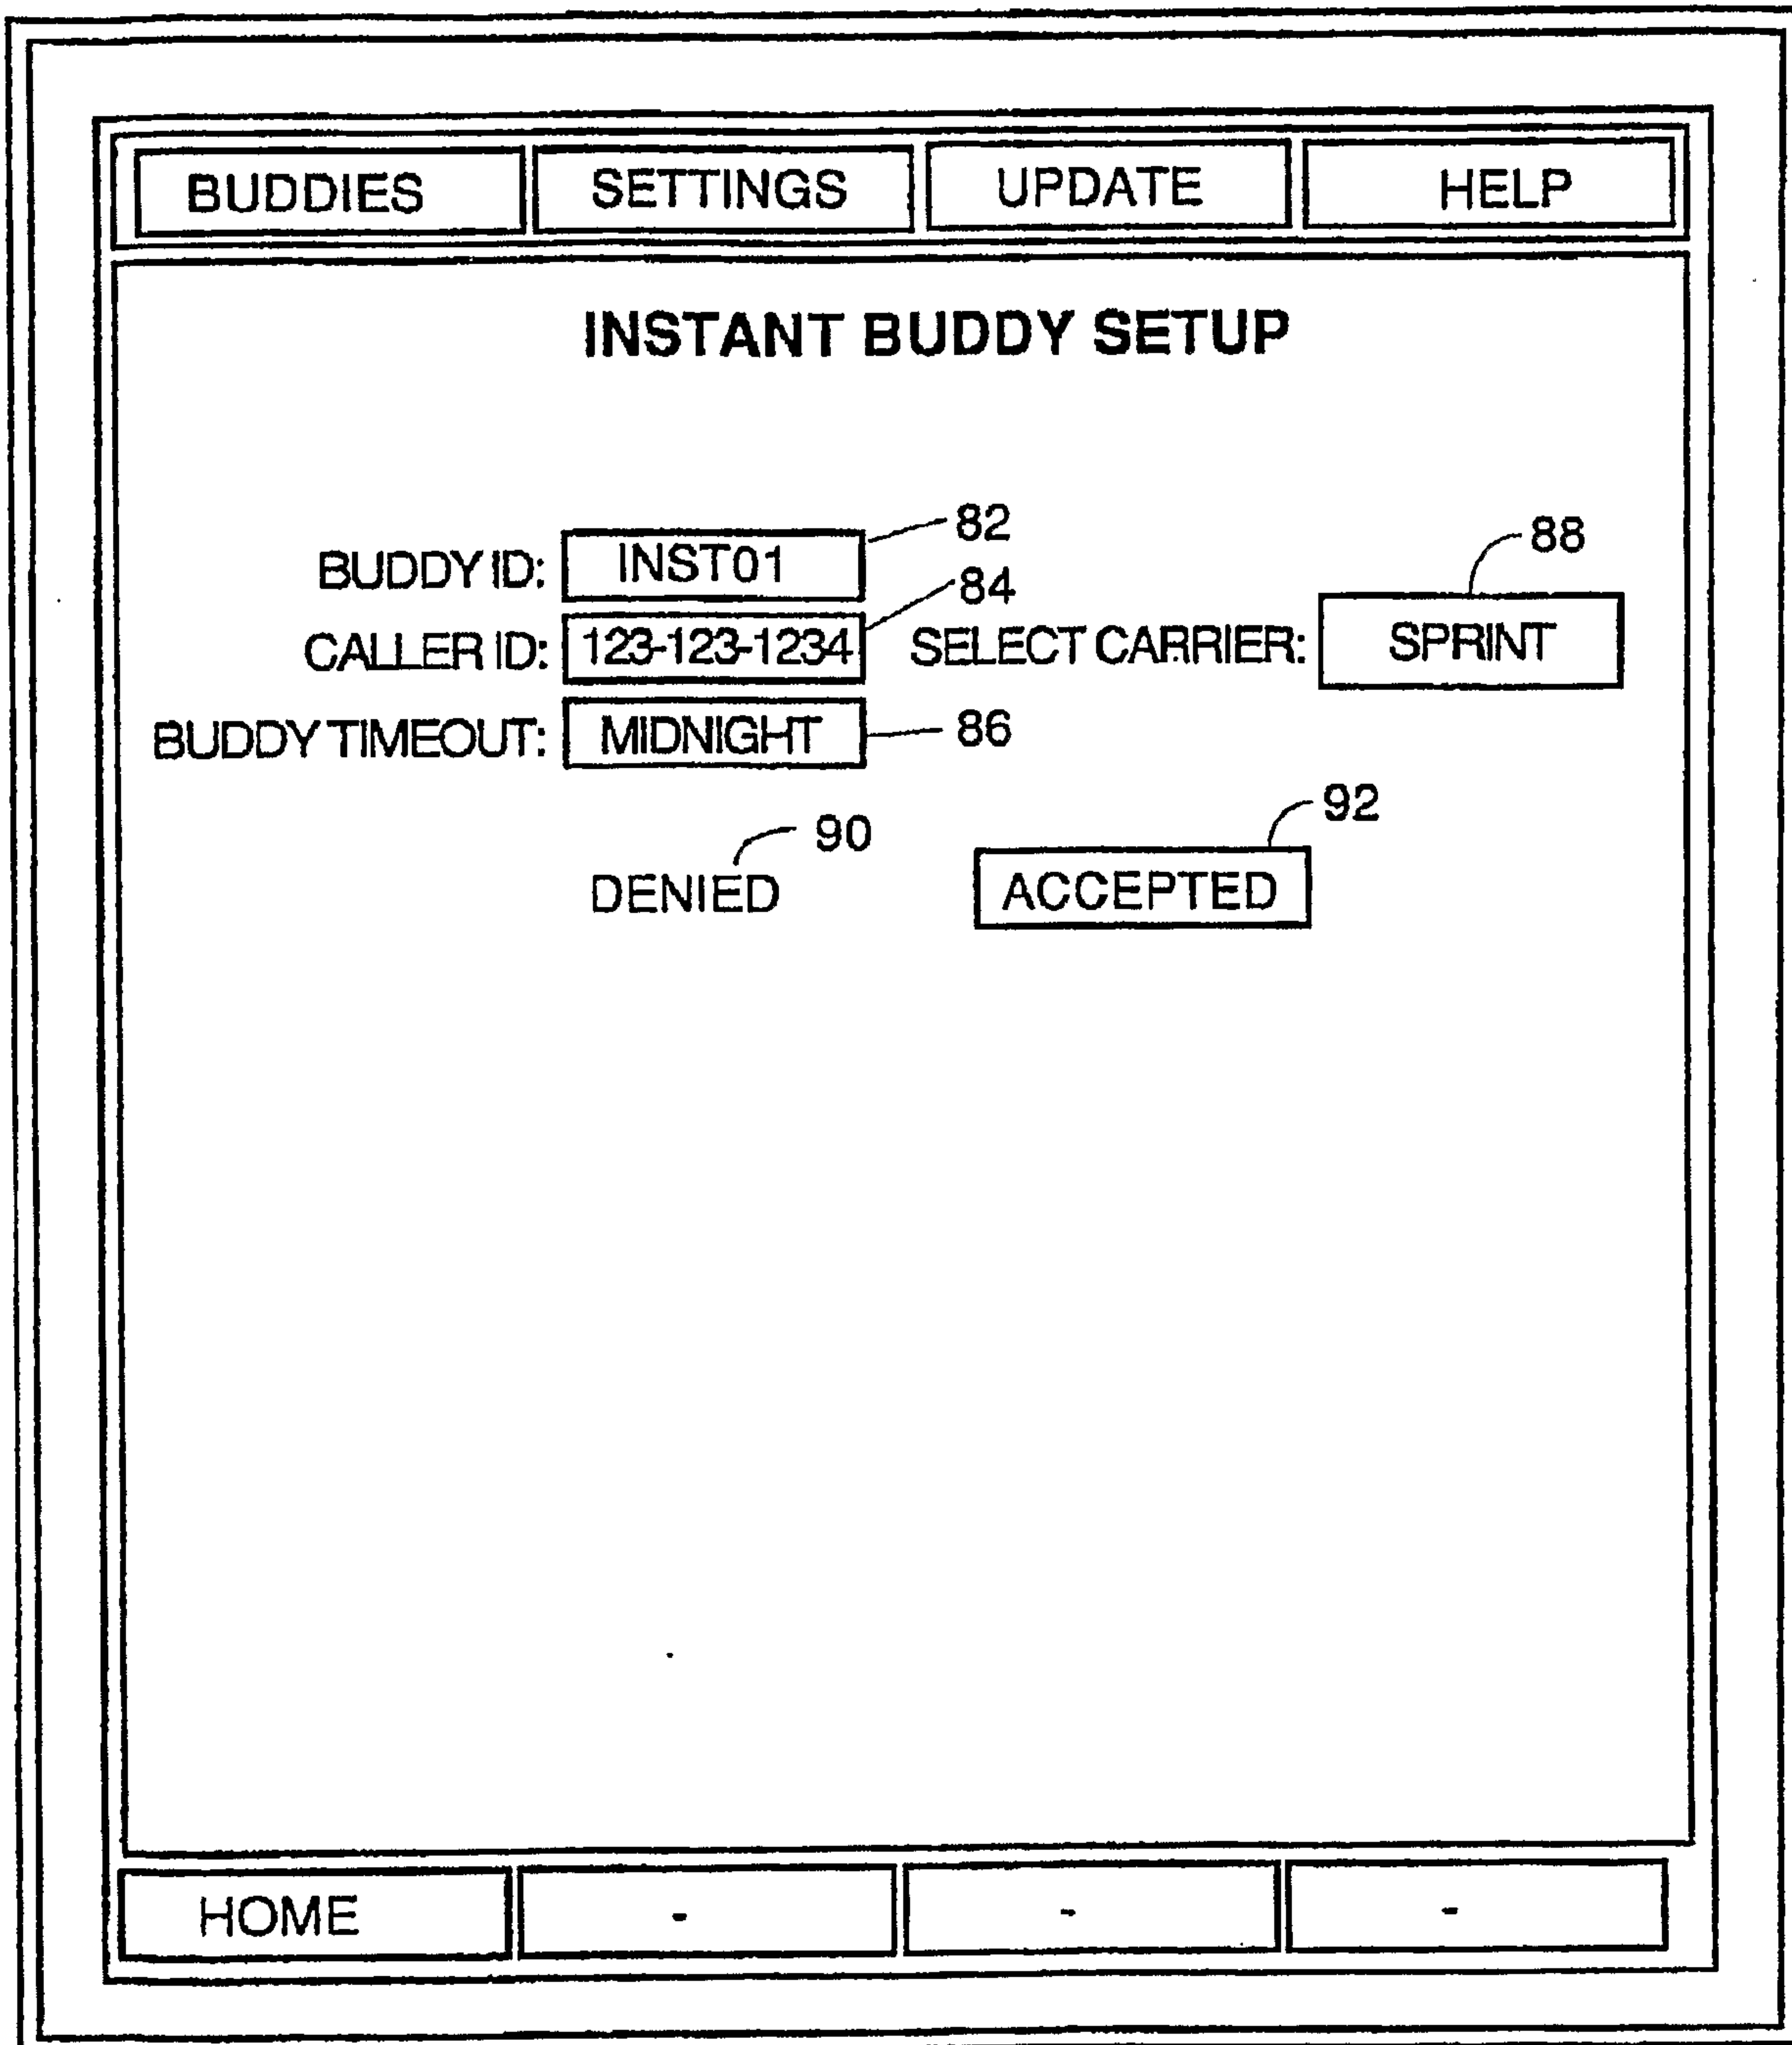 BUDDIES SETTINGS UPDATE HELP
INSTANT BUDDY SETUP
BUDDY ID: INST01 82
CALLER ID: 123-123-1234 84 SELECT CARRIER: SPRINT 88
BUDDY TIMEOUT: MIDNIGHT 86
DENIED 90 ACCEPTED 92
HOME - - -